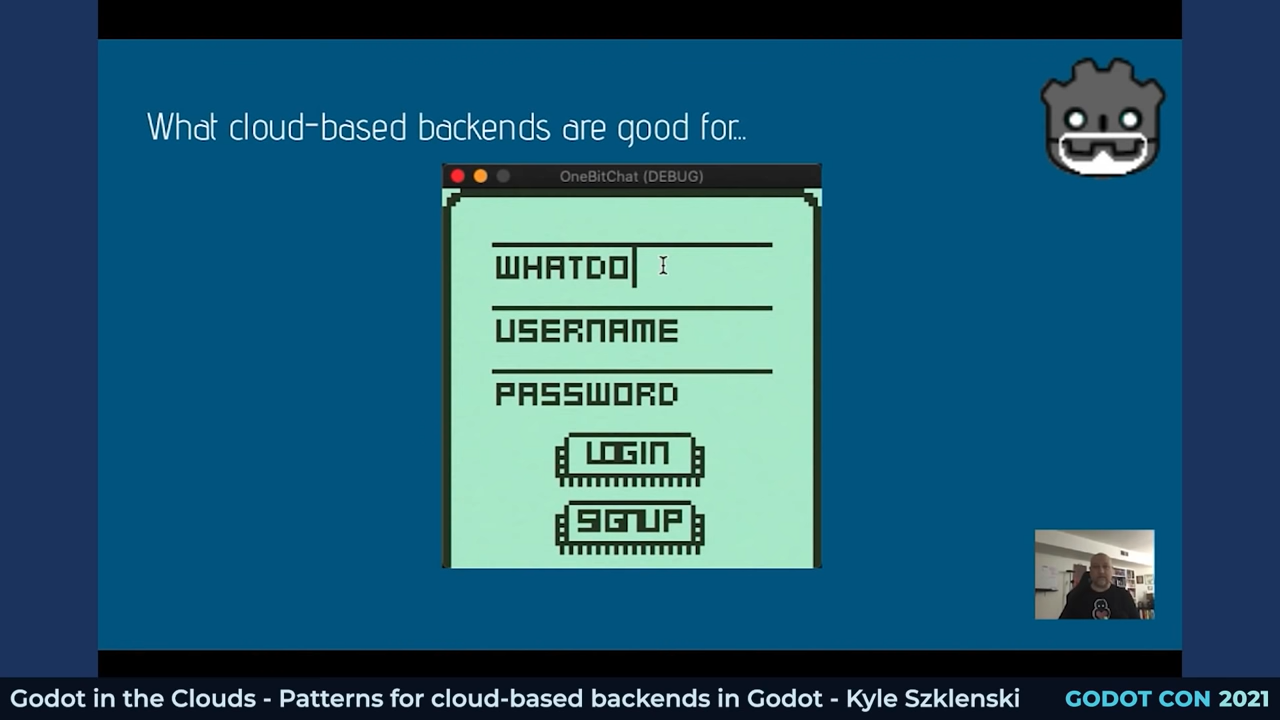 What cloud-based backends are good for...
OneBitChat (DEBUG)
WHATDO
USERNAME
PASSWORD
LOGIN
SIGNUP
Godot in the Clouds - Patterns for cloud-based backends in Godot - Kyle Szklenski
GODOT CON 2021